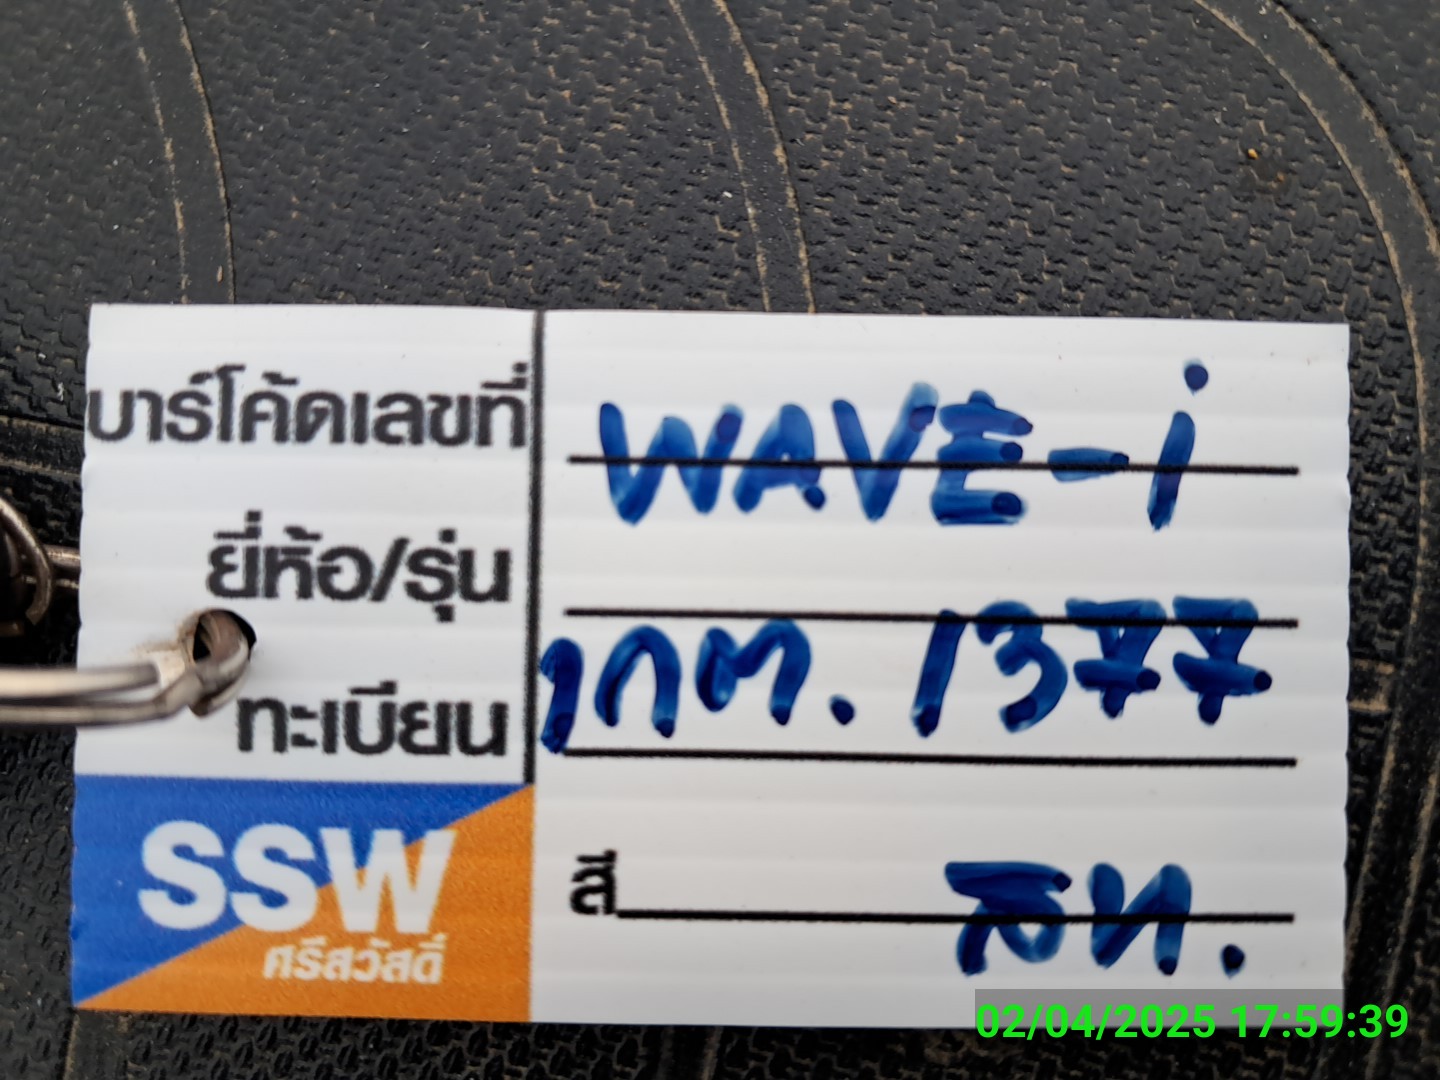 บาร์โค้ดเลขที่ WAVE-i
ยี่ห้อ/รุ่น
ทะเบียน 1กต. 1377
SSW
ศรีสวัสดิ์
สี
02/04/2025 17:59:39